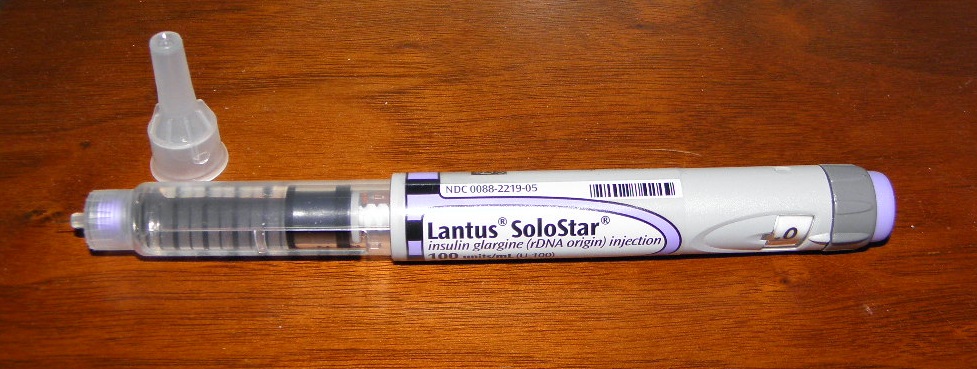 NDC 0088-2219-05
Lantus® SoloStar®
insulin glargine (rDNA origin) injection
100 units/mL (U-100)
0